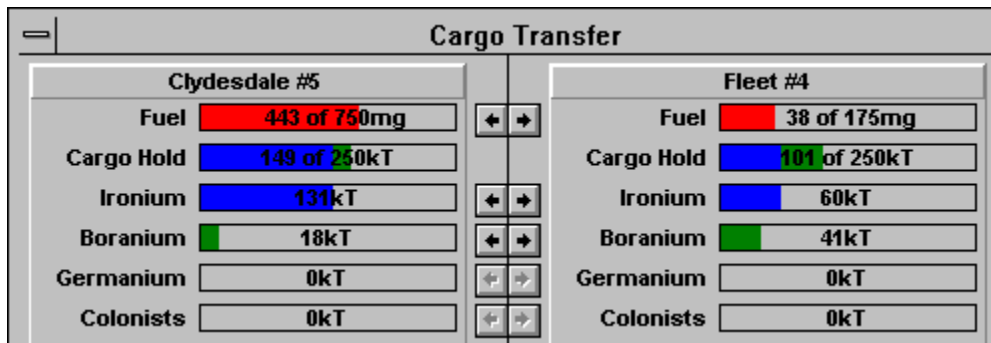 Cargo Transfer
Clydesdale #5 Fleet #4
Fuel 443 of 750mg Fuel 38 of 175mg
Cargo Hold 149 of 250kT Cargo Hold 101 of 250kT
Ironium 131kT Ironium 60kT
Boranium 18kT Boranium 41kT
Germanium 0kT Germanium 0kT
Colonists 0kT Colonists 0kT